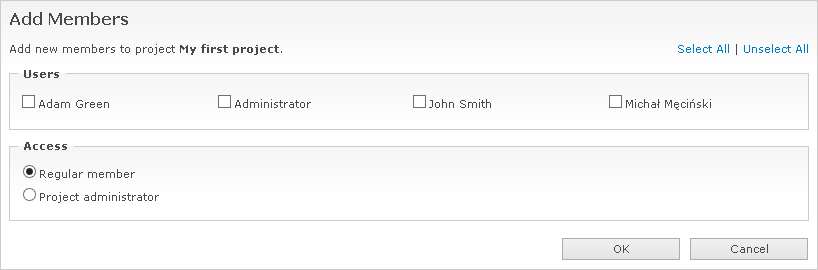 Add Members
Add new members to project My first project. Select All | Unselect All
Users
Adam Green Administrator John Smith Michał Męciński
Access
Regular member
Project administrator
OK Cancel